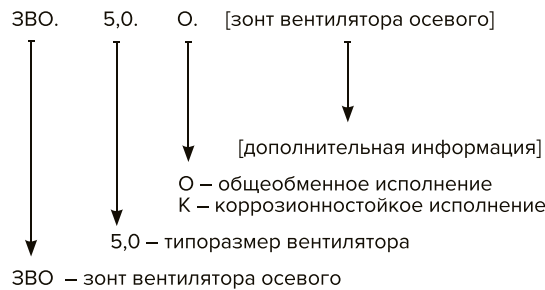 ЗВО. 5,0. О. [зонт вентилятора осевого]
[дополнительная информация]
О – общеобменное исполнение
К – коррозионностойкое исполнение
5,0 – типоразмер вентилятора
ЗВО – зонт вентилятора осевого